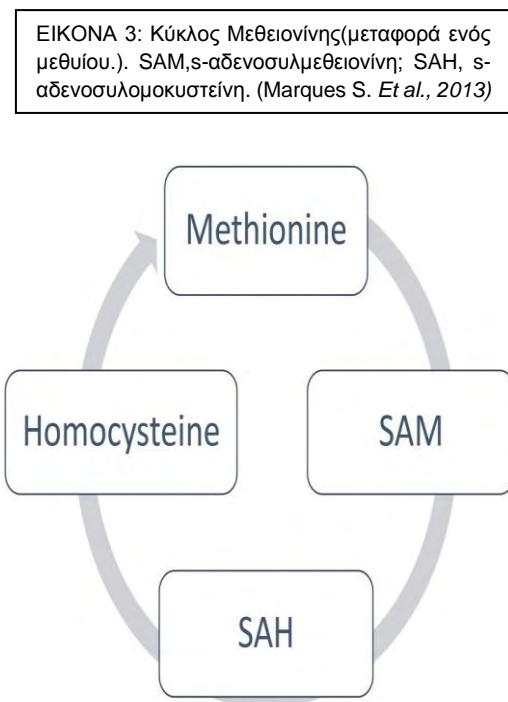 ΕΙΚΟΝΑ 3: Κύκλος Μεθειονίνης(μεταφορά ενός
μεθυίου.). SAM,s-αδενοσυλμεθειονίνη; SAH, s-
αδενοσυλομοκυστείνη. (Marques S. Et al., 2013)
Methionine
Homocysteine
SAM
SAH